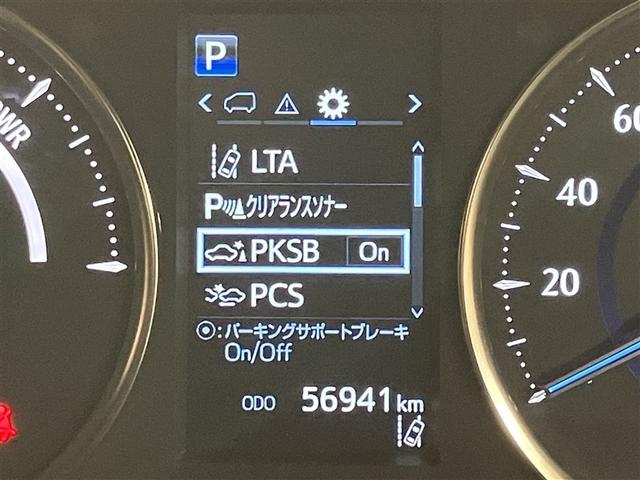 P
WR
LTA
P クリアランスソナー
PKSB On
PCS
⦿:パーキングサポートブレーキ
On/Off
ODO 56941 km
60
40
20